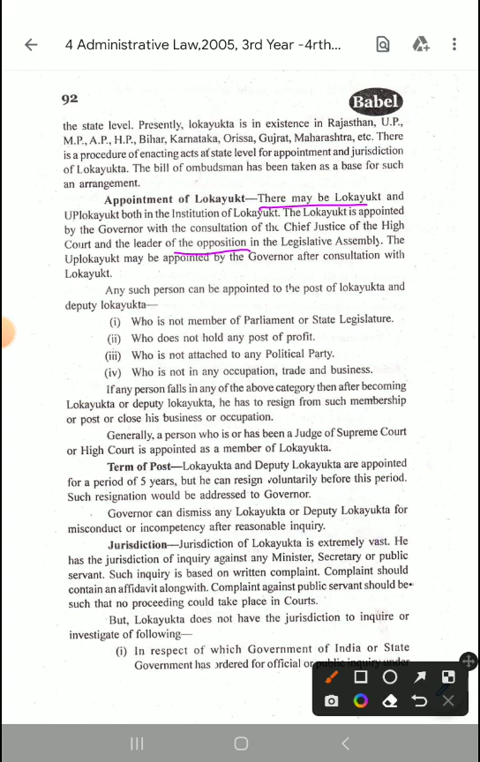 4 Administrative Law,2005, 3rd Year -4rth...
92
Babel
the state level. Presently, lokayukta is in existence in Rajasthan, U.P.,
M.P., A.P., H.P., Bihar, Karnataka, Orissa, Gujrat, Maharashtra, etc. There
is a procedure of enacting acts at state level for appointment and jurisdiction
of Lokayukta. The bill of ombudsman has been taken as a base for such
an arrangement.
Appointment of Lokayukt—There may be Lokayukt and
UPlokayukt both in the Institution of Lokayukt. The Lokayukt is appointed
by the Governor with the consultation of the Chief Justice of the High
Court and the leader of the opposition in the Legislative Assembly. The
Uplokayukt may be appointed by the Governor after consultation with
Lokayukt.
Any such person can be appointed to the post of lokayukta and
deputy lokayukta—
(i) Who is not member of Parliament or State Legislature.
(ii) Who does not hold any post of profit.
(iii) Who is not attached to any Political Party.
(iv) Who is not in any occupation, trade and business.
If any person falls in any of the above category then after becoming
Lokayukta or deputy lokayukta, he has to resign from such membership
or post or close his business or occupation.
Generally, a person who is or has been a Judge of Supreme Court
or High Court is appointed as a member of Lokayukta.
Term of Post—Lokayukta and Deputy Lokayukta are appointed
for a period of 5 years, but he can resign voluntarily before this period.
Such resignation would be addressed to Governor.
Governor can dismiss any Lokayukta or Deputy Lokayukta for
misconduct or incompetency after reasonable inquiry.
Jurisdiction—Jurisdiction of Lokayukta is extremely vast. He
has the jurisdiction of inquiry against any Minister, Secretary or public
servant. Such inquiry is based on written complaint. Complaint should
contain an affidavit alongwith. Complaint against public servant should be
such that no proceeding could take place in Courts.
But, Lokayukta does not have the jurisdiction to inquire or
investigate of following—
(i) In respect of which Government of India or State
Government has ordered for official or public inquiry under